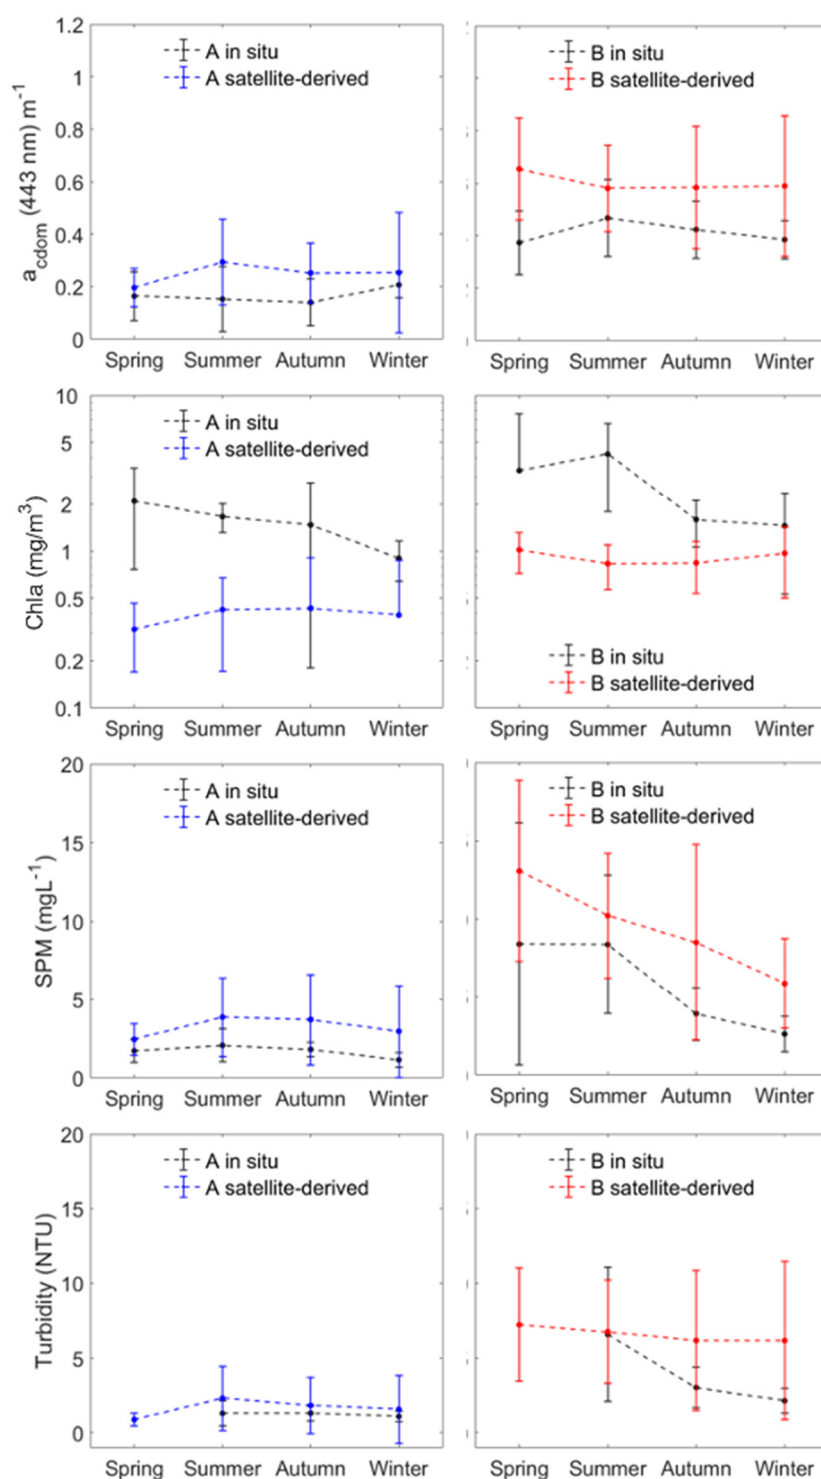 1.2
1
0.8
0.6
0.4
0.2
0
a_cdom (443 nm) m⁻¹
A in situ
A satellite-derived
Spring Summer Autumn Winter
B in situ
B satellite-derived
Spring Summer Autumn Winter
10
5
2
1
0.5
0.2
0.1
Chla (mg/m³)
A in situ
A satellite-derived
Spring Summer Autumn Winter
B in situ
B satellite-derived
Spring Summer Autumn Winter
20
15
10
5
0
SPM (mgL⁻¹)
A in situ
A satellite-derived
Spring Summer Autumn Winter
B in situ
B satellite-derived
Spring Summer Autumn Winter
20
15
10
5
0
Turbidity (NTU)
A in situ
A satellite-derived
Spring Summer Autumn Winter
B in situ
B satellite-derived
Spring Summer Autumn Winter